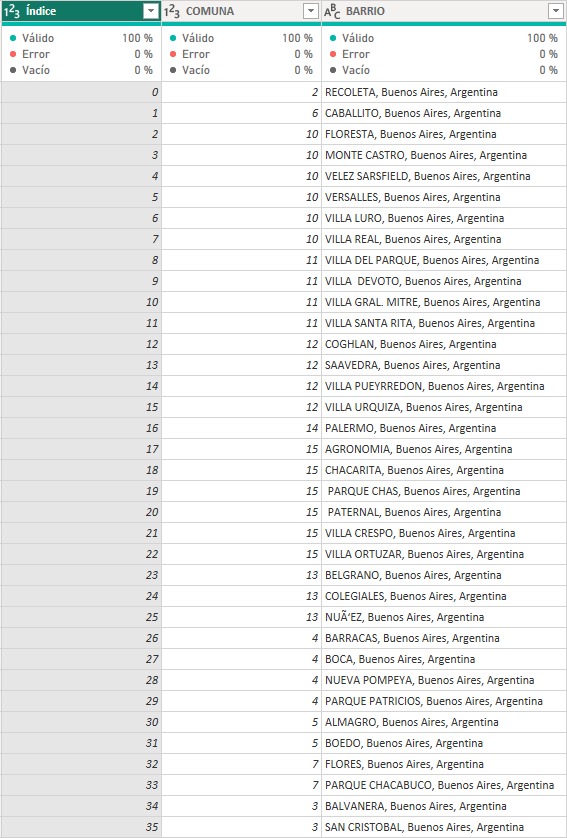 1²3 Índice 1²3 COMUNA ABC BARRIO
Válido 100 % Válido 100 % Válido 100 %
Error 0 % Error 0 % Error 0 %
Vacío 0 % Vacío 0 % Vacío 0 %
0 2 RECOLETA, Buenos Aires, Argentina
1 6 CABALLITO, Buenos Aires, Argentina
2 10 FLORESTA, Buenos Aires, Argentina
3 10 MONTE CASTRO, Buenos Aires, Argentina
4 10 VELEZ SARSFIELD, Buenos Aires, Argentina
5 10 VERSALLES, Buenos Aires, Argentina
6 10 VILLA LURO, Buenos Aires, Argentina
7 10 VILLA REAL, Buenos Aires, Argentina
8 11 VILLA DEL PARQUE, Buenos Aires, Argentina
9 11 VILLA  DEVOTO, Buenos Aires, Argentina
10 11 VILLA GRAL. MITRE, Buenos Aires, Argentina
11 11 VILLA SANTA RITA, Buenos Aires, Argentina
12 12 COGHLAN, Buenos Aires, Argentina
13 12 SAAVEDRA, Buenos Aires, Argentina
14 12 VILLA PUEYRREDON, Buenos Aires, Argentina
15 12 VILLA URQUIZA, Buenos Aires, Argentina
16 14 PALERMO, Buenos Aires, Argentina
17 15 AGRONOMIA, Buenos Aires, Argentina
18 15 CHACARITA, Buenos Aires, Argentina
19 15 PARQUE CHAS, Buenos Aires, Argentina
20 15 PATERNAL, Buenos Aires, Argentina
21 15 VILLA CRESPO, Buenos Aires, Argentina
22 15 VILLA ORTUZAR, Buenos Aires, Argentina
23 13 BELGRANO, Buenos Aires, Argentina
24 13 COLEGIALES, Buenos Aires, Argentina
25 13 NUÃ‘EZ, Buenos Aires, Argentina
26 4 BARRACAS, Buenos Aires, Argentina
27 4 BOCA, Buenos Aires, Argentina
28 4 NUEVA POMPEYA, Buenos Aires, Argentina
29 4 PARQUE PATRICIOS, Buenos Aires, Argentina
30 5 ALMAGRO, Buenos Aires, Argentina
31 5 BOEDO, Buenos Aires, Argentina
32 7 FLORES, Buenos Aires, Argentina
33 7 PARQUE CHACABUCO, Buenos Aires, Argentina
34 3 BALVANERA, Buenos Aires, Argentina
35 3 SAN CRISTOBAL, Buenos Aires, Argentina